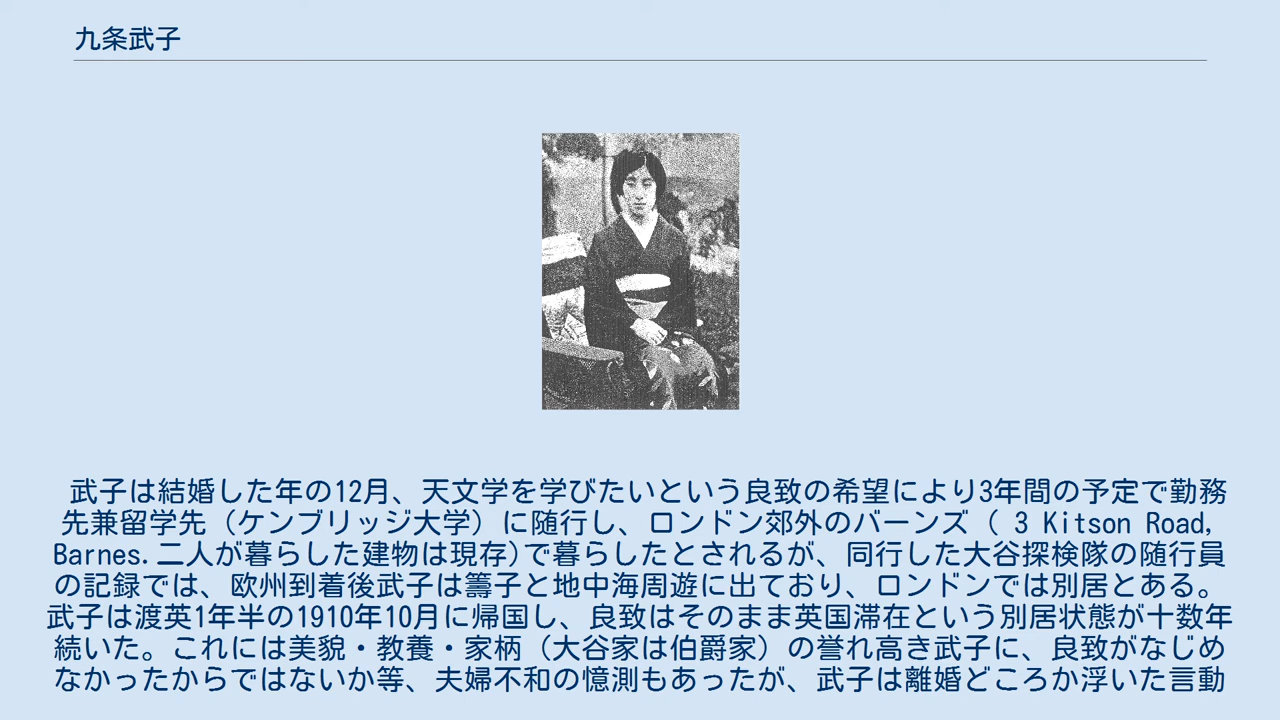 九条武子
武子は結婚した年の12月、天文学を学びたいという良致の希望により3年間の予定で勤務
先兼留学先（ケンブリッジ大学）に随行し、ロンドン郊外のバーンズ（ 3 Kitson Road,
Barnes.二人が暮らした建物は現存)で暮らしたとされるが、同行した大谷探検隊の随行員
の記録では、欧州到着後武子は籌子と地中海周遊に出ており、ロンドンでは別居とある。
武子は渡英1年半の1910年10月に帰国し、良致はそのまま英国滞在という別居状態が十数年
続いた。これには美貌・教養・家柄（大谷家は伯爵家）の誉れ高き武子に、良致がなじめ
なかったからではないか等、夫婦不和の憶測もあったが、武子は離婚どころか浮いた言動